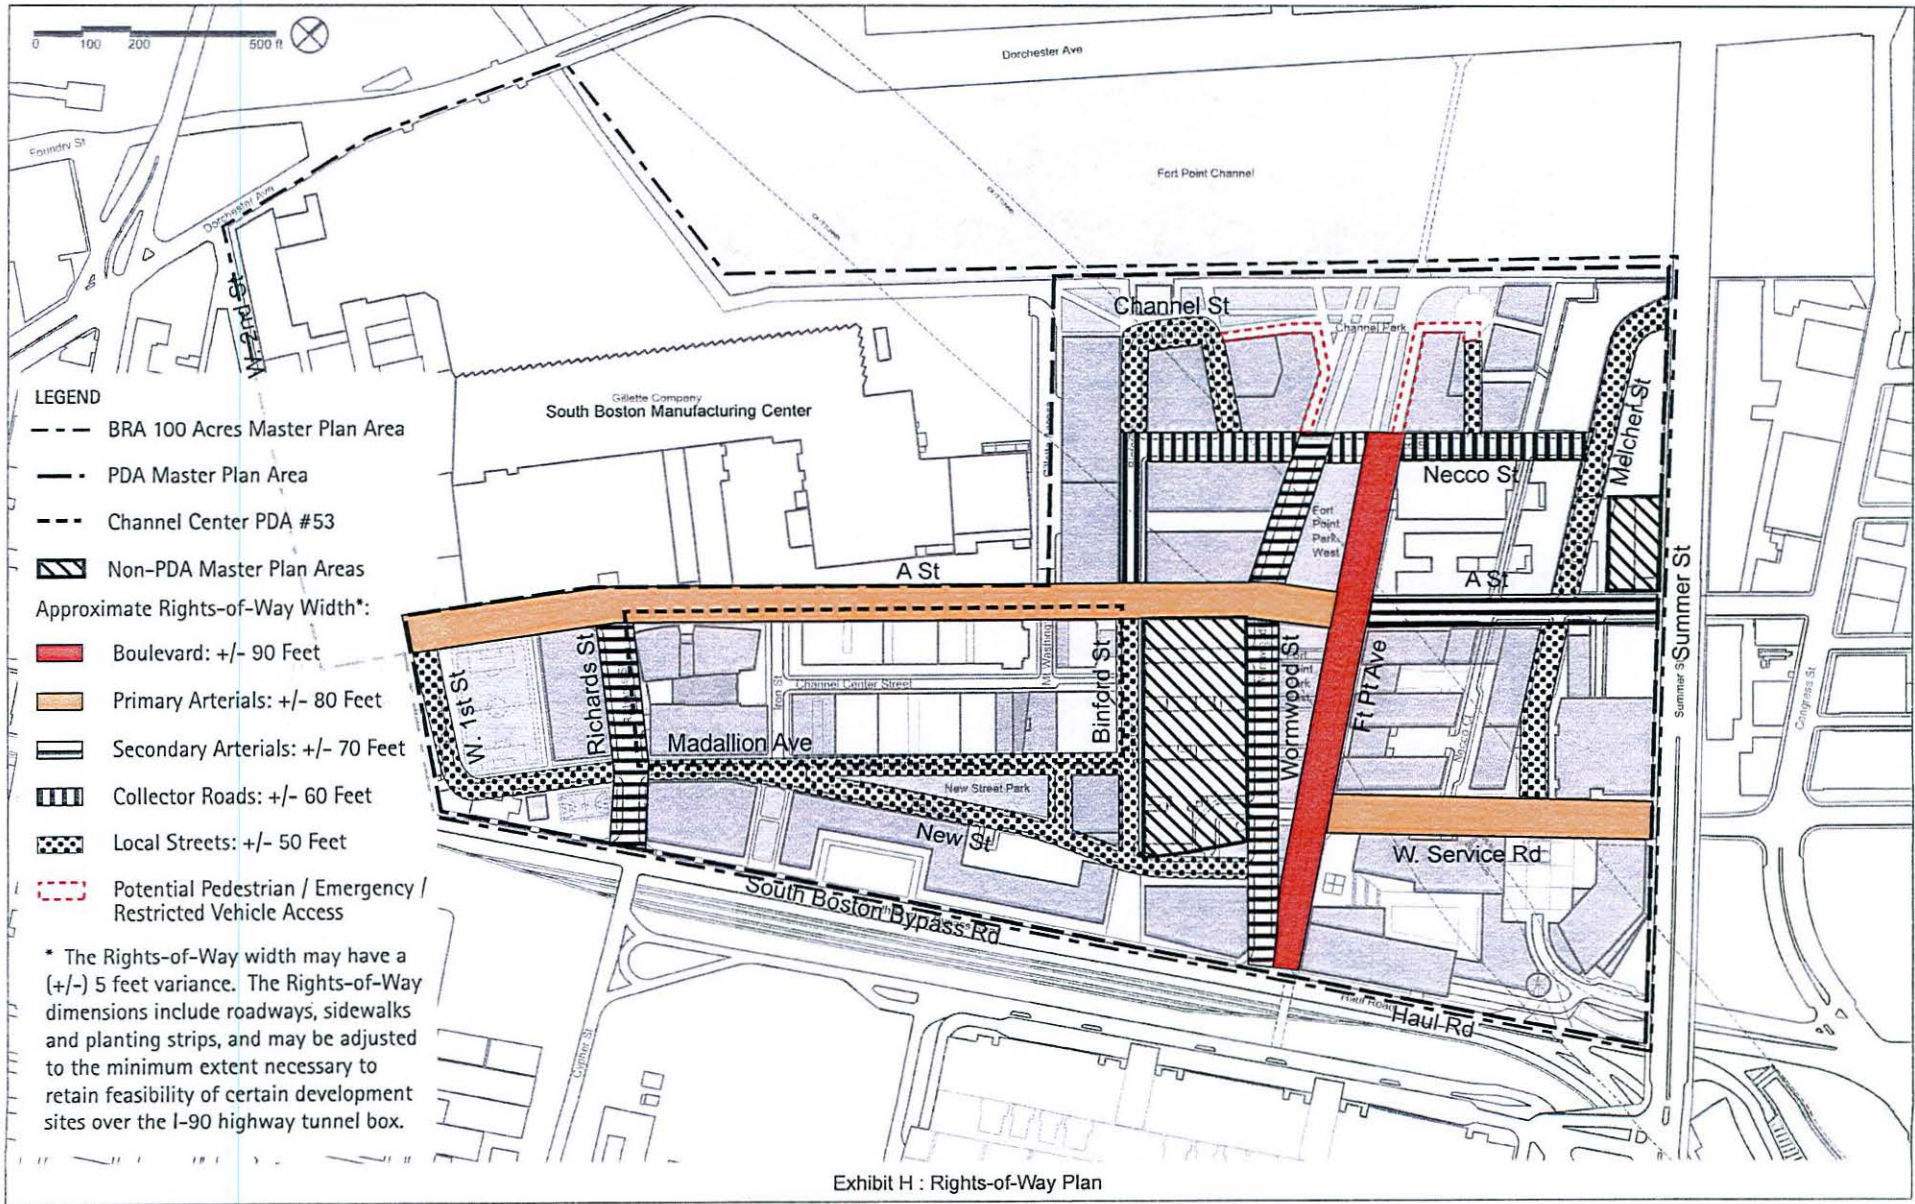 0 100 200 500 ft
Dorchester Ave
Foundry St
Fort Point Channel
Dorchester Ave
W. 2nd St
Channel St
Channel Park
Melcher St
Gillette Company
South Boston Manufacturing Center
Necco St
Fort
Point
Park
West
A St
A St
Summer St
Summer St
Congress St
LEGEND
BRA 100 Acres Master Plan Area
PDA Master Plan Area
Channel Center PDA #53
Non-PDA Master Plan Areas
Approximate Rights-of-Way Width*:
Boulevard: +/- 90 Feet
Primary Arterials: +/- 80 Feet
Secondary Arterials: +/- 70 Feet
Collector Roads: +/- 60 Feet
Local Streets: +/- 50 Feet
Potential Pedestrian / Emergency /
Restricted Vehicle Access
* The Rights-of-Way width may have a
(+/-) 5 feet variance. The Rights-of-Way
dimensions include roadways, sidewalks
and planting strips, and may be adjusted
to the minimum extent necessary to
retain feasibility of certain development
sites over the I-90 highway tunnel box.
W. 1st St
Richards St
Iron St
Channel Center Street
Mt Washington
Binford St
Wormwood St
Ft Pt Ave
Necco Ct
Madallion Ave
New Street Park
New St
W. Service Rd
South Boston Bypass Rd
Haul Road
Haul Rd
Cypher St
Exhibit H : Rights-of-Way Plan